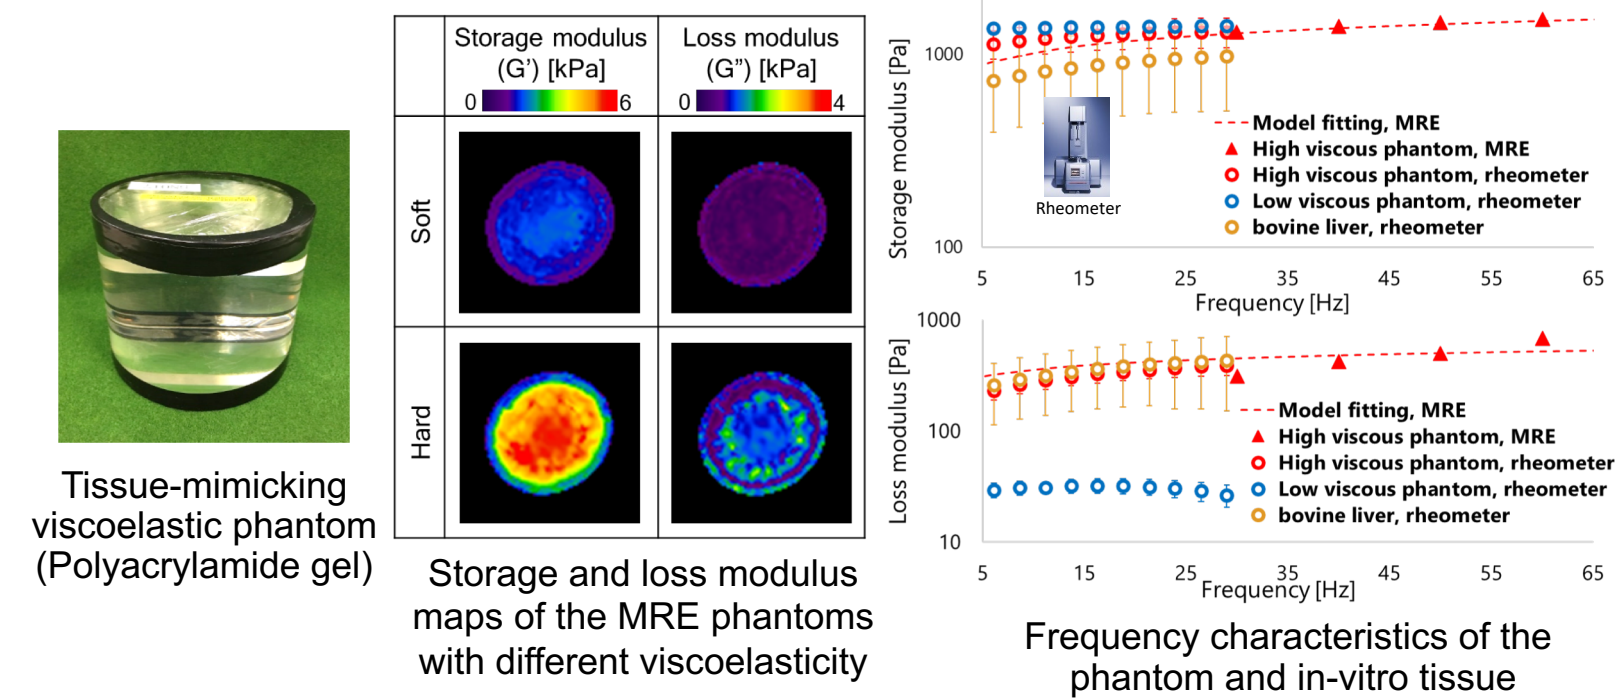 Tissue-mimicking
viscoelastic phantom
(Polyacrylamide gel)
Storage modulus
(G') [kPa]
0
6
Loss modulus
(G”) [kPa]
0
4
Soft
Hard
Storage and loss modulus
maps of the MRE phantoms
with different viscoelasticity
Storage modulus [Pa]
1000
100
Rheometer
Model fitting, MRE
High viscous phantom, MRE
High viscous phantom, rheometer
Low viscous phantom, rheometer
bovine liver, rheometer
5 15 25 35 45 55 65
Frequency [Hz]
Loss modulus [Pa]
1000
100
10
Model fitting, MRE
High viscous phantom, MRE
High viscous phantom, rheometer
Low viscous phantom, rheometer
bovine liver, rheometer
5 15 25 35 45 55 65
Frequency [Hz]
Frequency characteristics of the
phantom and in-vitro tissue